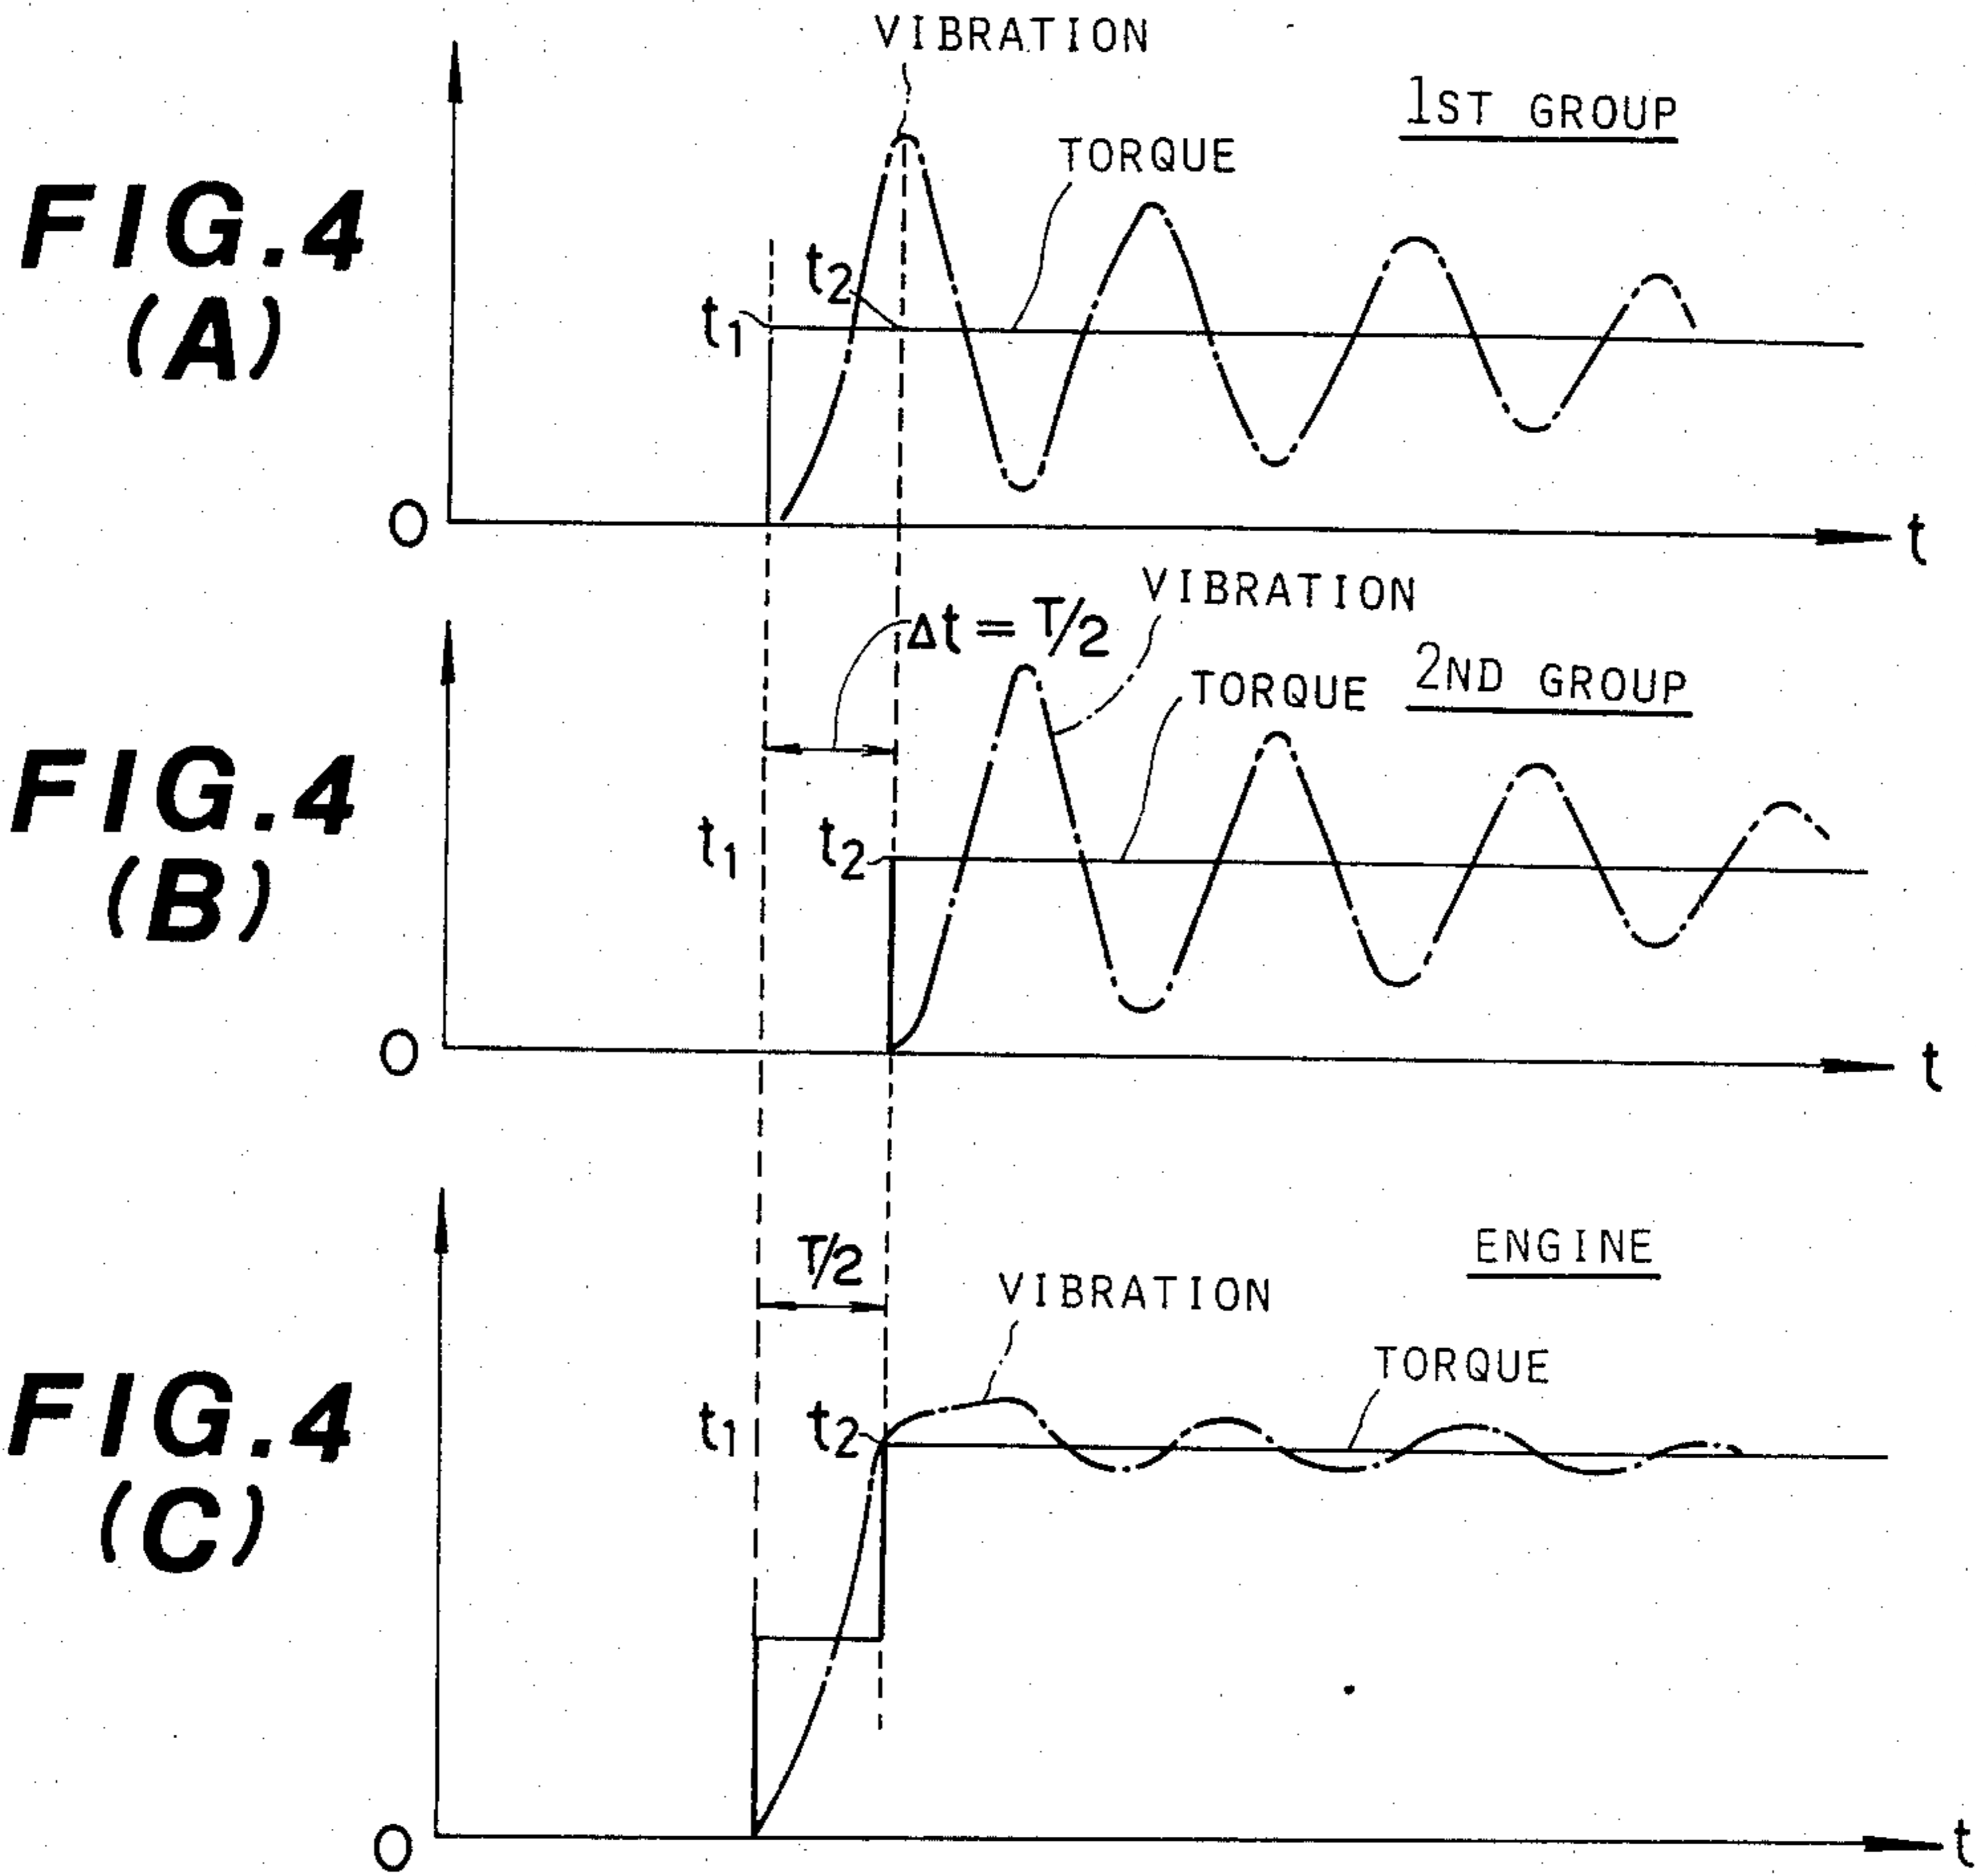 VIBRATION
1ST GROUP
TORQUE
FIG.4
(A)
t2
t1
O
t
VIBRATION
Δt=T/2
TORQUE
2ND GROUP
FIG.4
(B)
t1
t2
O
t
T/2
ENGINE
VIBRATION
TORQUE
FIG.4
(C)
t1
t2
O
t